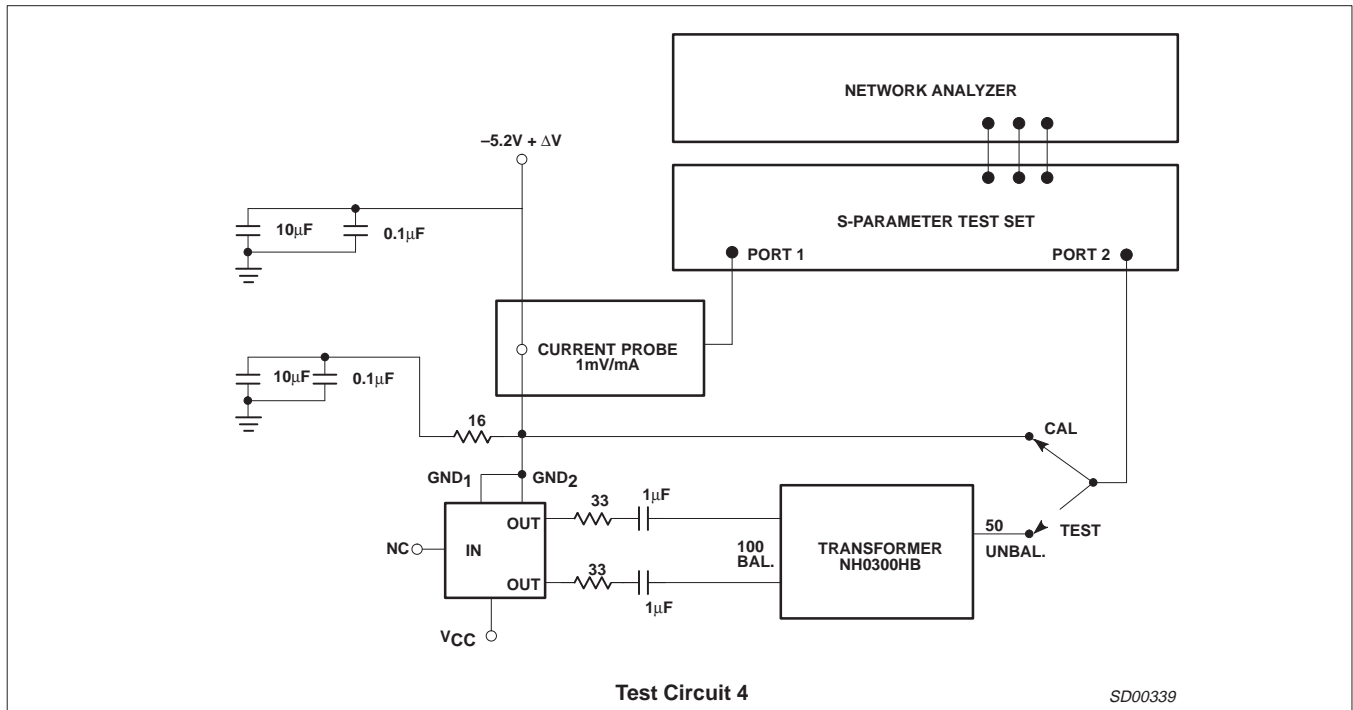 NETWORK ANALYZER
–5.2V + ΔV
S-PARAMETER TEST SET
10μF
0.1μF
PORT 1
PORT 2
CURRENT PROBE
1mV/mA
10μF
0.1μF
16
CAL
GND1
GND2
33
1μF
OUT
50
TEST
NC
IN
100
BAL.
TRANSFORMER
NH0300HB
UNBAL.
33
OUT
1μF
VCC
Test Circuit 4
SD00339